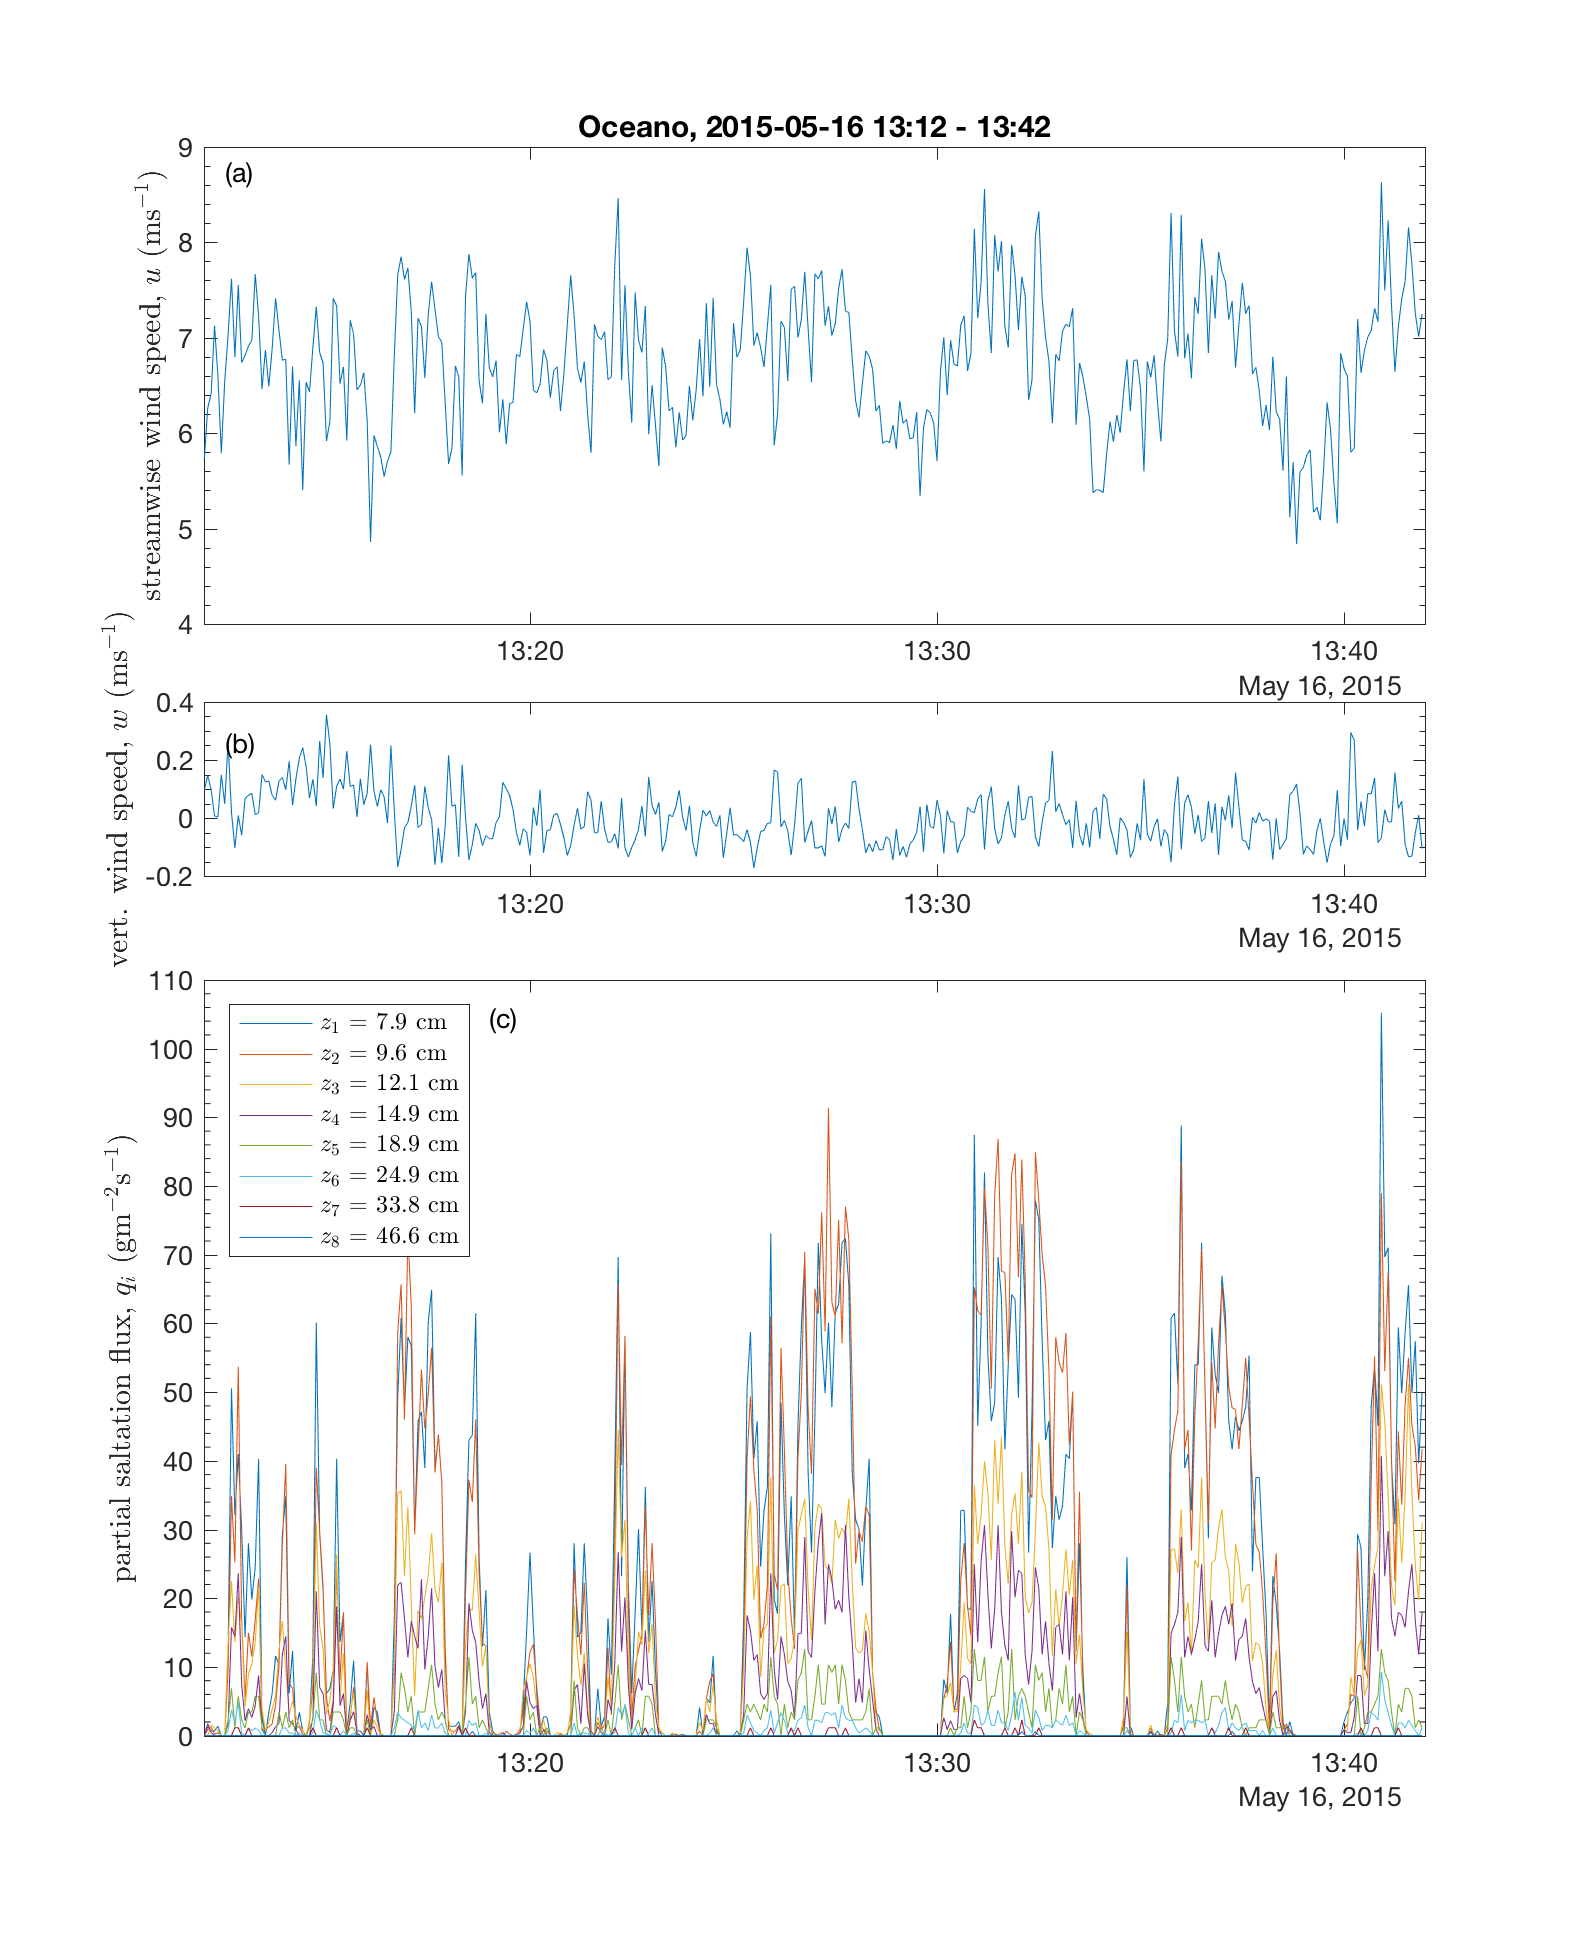 Oceano, 2015-05-16 13:12 - 13:42
(a)
streamwise wind speed, u (ms⁻¹)
9
8
7
6
5
4
13:20 13:30 13:40
May 16, 2015
(b)
vert. wind speed, w (ms⁻¹)
0.4
0.2
0
-0.2
13:20 13:30 13:40
May 16, 2015
(c)
partial saltation flux, qᵢ (gm⁻²s⁻¹)
110
100
90
80
70
60
50
40
30
20
10
0
z₁ = 7.9 cm
z₂ = 9.6 cm
z₃ = 12.1 cm
z₄ = 14.9 cm
z₅ = 18.9 cm
z₆ = 24.9 cm
z₇ = 33.8 cm
z₈ = 46.6 cm
13:20 13:30 13:40
May 16, 2015